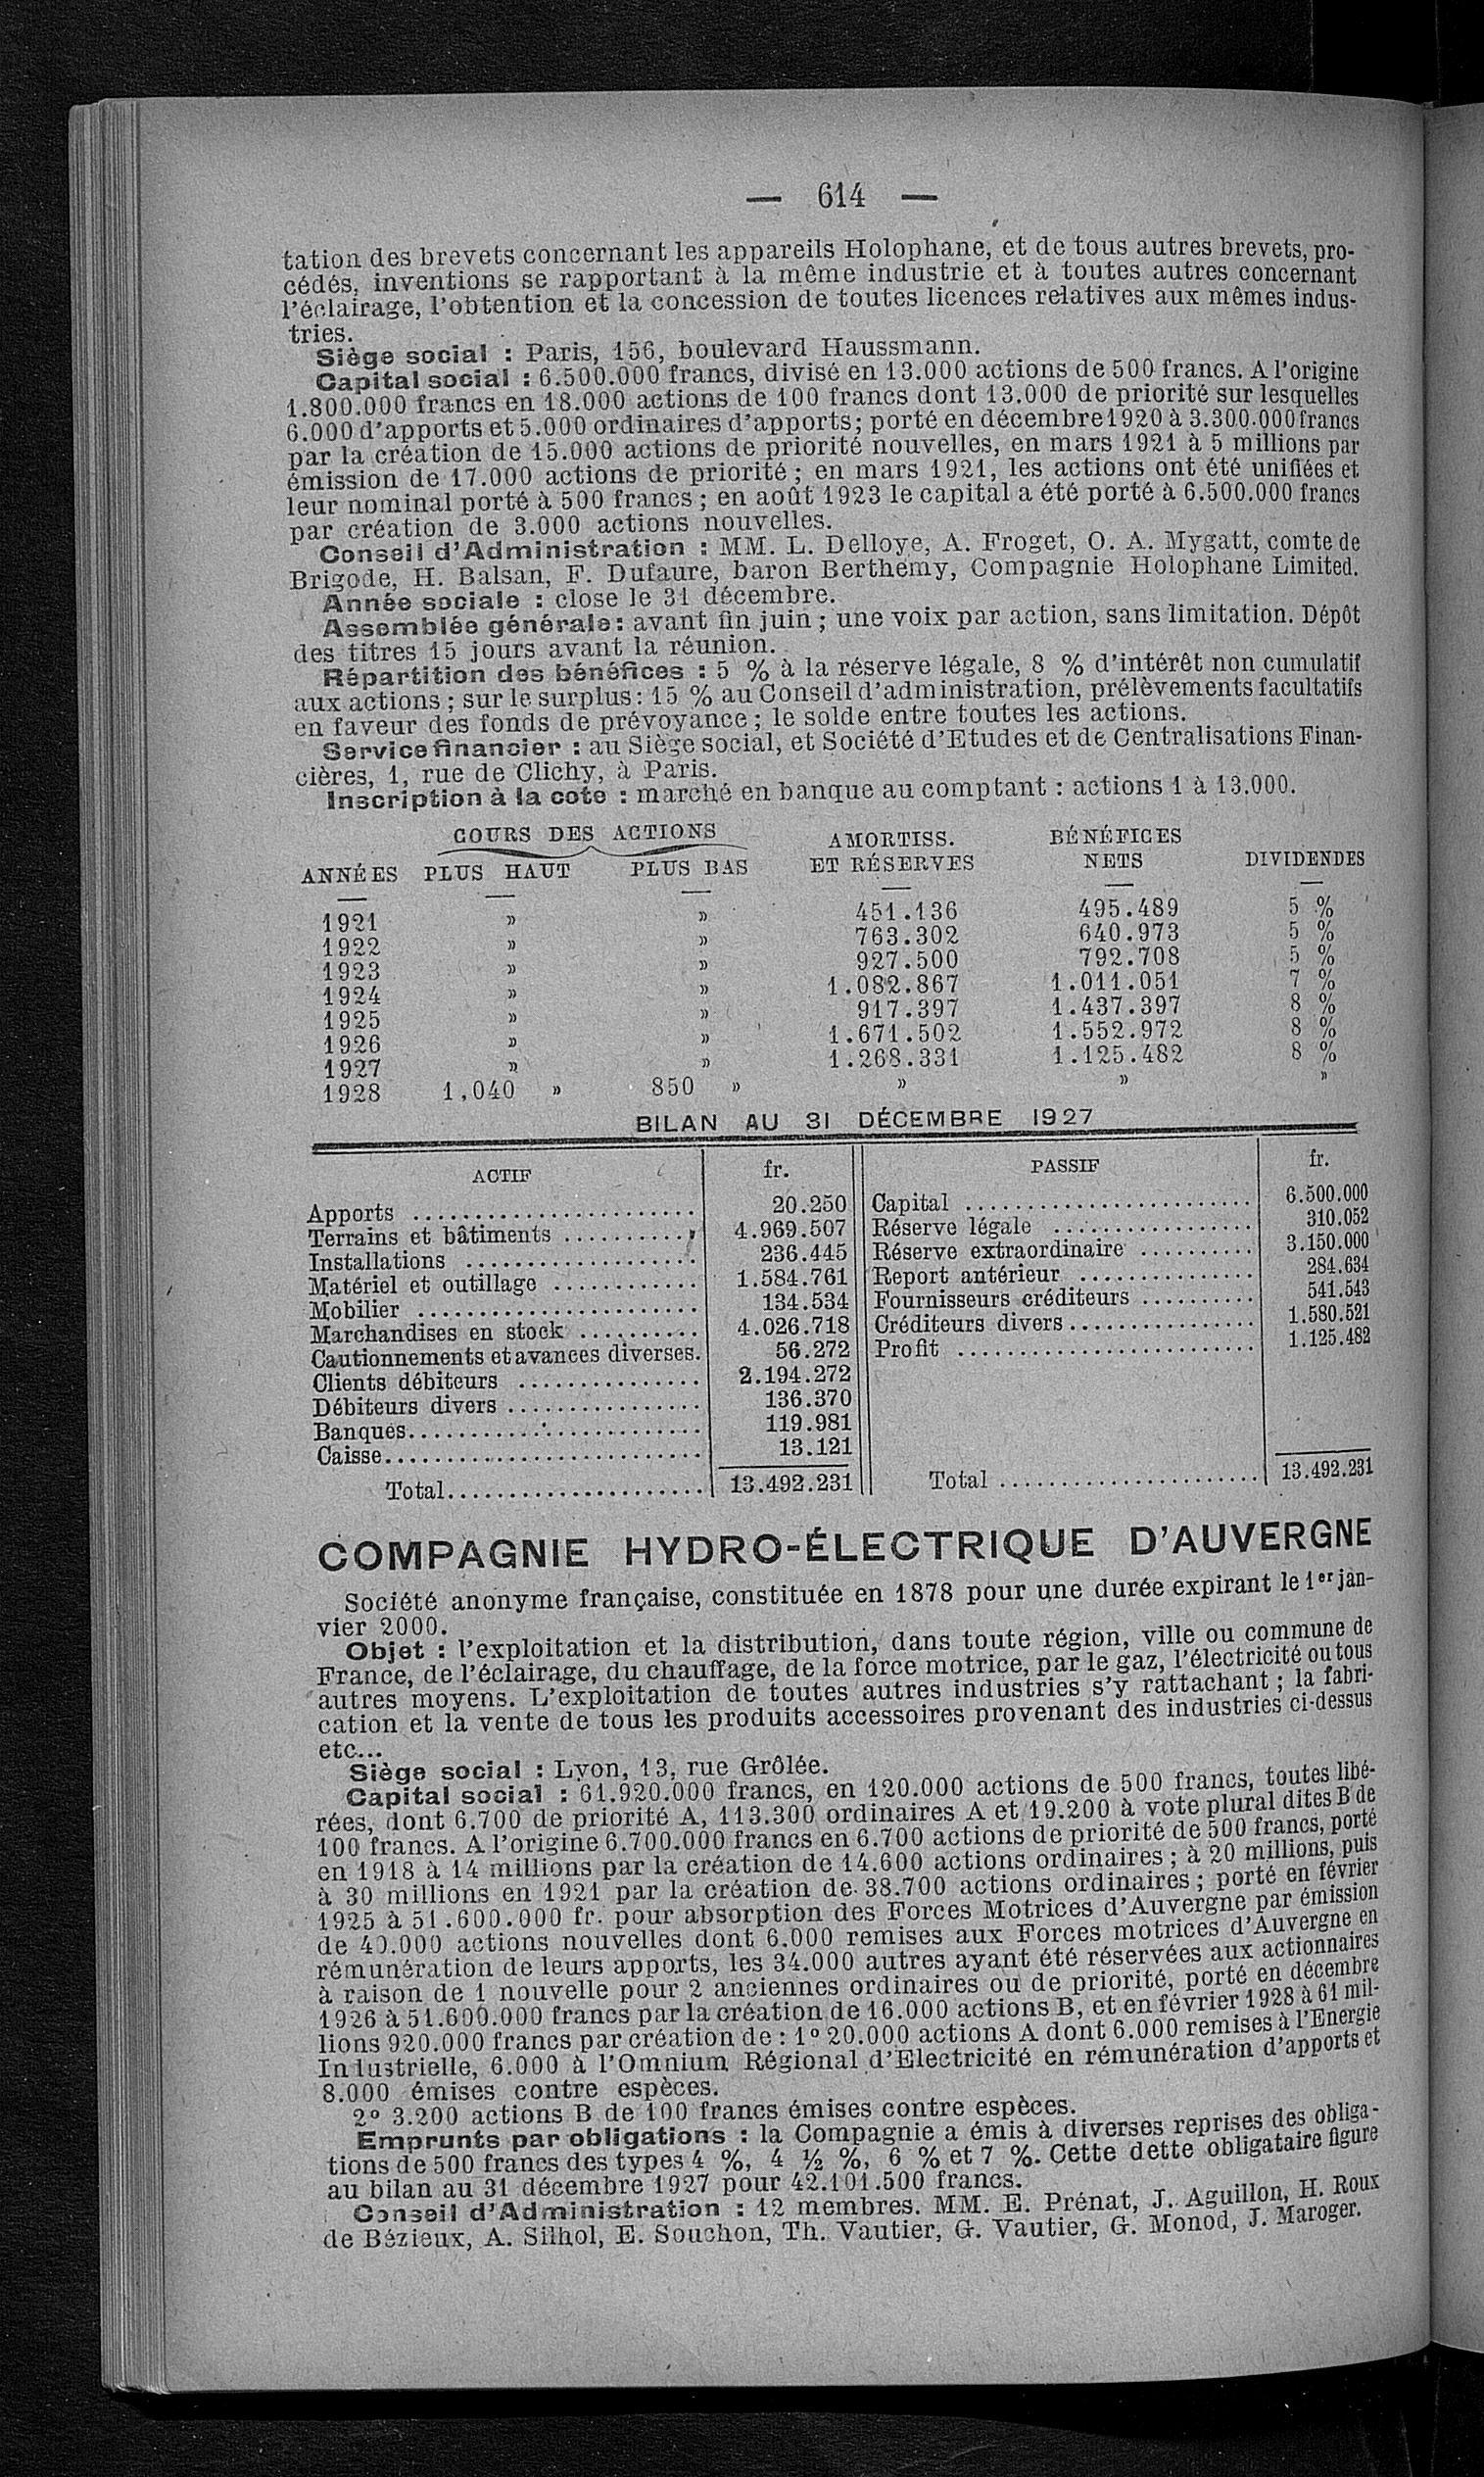 — 614 —
tation des brevets concernant les appareils Holophane, et de tous autres brevets, pro-
cédés, inventions se rapportant à la même industrie et à toutes autres concernant
l'éclairage, l'obtention et la concession de toutes licences relatives aux mêmes indus-
tries.
Siège social : Paris, 156, boulevard Haussmann.
Capital social : 6.500.000 francs, divisé en 13.000 actions de 500 francs. A l'origine
1.800.000 francs en 18.000 actions de 100 francs dont 13.000 de priorité sur lesquelles
6.000 d'apports et 5.000 ordinaires d'apports; porté en décembre 1920 à 3.300.000 francs
par la création de 15.000 actions de priorité nouvelles, en mars 1921 à 5 millions par
émission de 17.000 actions de priorité ; en mars 1921, les actions ont été unifiées et
leur nominal porté à 500 francs ; en août 1923 le capital a été porté à 6.500.000 francs
par création de 3.000 actions nouvelles.
Conseil d'Administration : MM. L. Delloye, A. Froget, O. A. Mygatt, comte de
Brigode, H. Balsan, F. Dufaure, baron Berthémy, Compagnie Holophane Limited.
Année sociale : close le 31 décembre.
Assemblée générale : avant fin juin ; une voix par action, sans limitation. Dépôt
des titres 15 jours avant la réunion.
Répartition des bénéfices : 5 % à la réserve légale, 8 % d'intérêt non cumulatif
aux actions ; sur le surplus : 15 % au Conseil d'administration, prélèvements facultatifs
en faveur des fonds de prévoyance ; le solde entre toutes les actions.
Service financier : au Siège social, et Société d'Etudes et de Centralisations Finan-
cières, 1, rue de Clichy, à Paris.
Inscription à la cote : marché en banque au comptant : actions 1 à 13.000.
COURS DES ACTIONS AMORTISS. BÉNÉFICES
ANNÉES PLUS HAUT PLUS BAS ET RÉSERVES NETS DIVIDENDES
1921 » » 451.136 495.489 5 %
1922 » » 763.302 640.973 5 %
1923 » » 927.500 792.708 5 %
1924 » » 1.082.867 1.011.051 7 %
1925 » » 917.397 1.437.397 8 %
1926 » » 1.671.502 1.552.972 8 %
1927 » » 1.268.331 1.125.482 8 %
1928 1,040 » 850 » » » »
BILAN AU 31 DÉCEMBRE 1927
ACTIF fr. PASSIF fr.
Apports 20.250 Capital 6.500.000
Terrains et bâtiments 4.969.507 Réserve légale 310.052
Installations 236.445 Réserve extraordinaire 3.150.000
Matériel et outillage 1.584.761 Report antérieur 284.634
Mobilier 134.534 Fournisseurs créditeurs 541.543
Marchandises en stock 4.026.718 Créditeurs divers 1.580.521
Cautionnements et avances diverses. 56.272 Profit 1.125.482
Clients débiteurs 2.194.272
Débiteurs divers 136.370
Banques 119.981
Caisse 13.121
Total 13.492.231 Total 13.492.231
COMPAGNIE HYDRO-ÉLECTRIQUE D'AUVERGNE
Société anonyme française, constituée en 1878 pour une durée expirant le 1er jan-
vier 2000.
Objet : l'exploitation et la distribution, dans toute région, ville ou commune de
France, de l'éclairage, du chauffage, de la force motrice, par le gaz, l'électricité ou tous
autres moyens. L'exploitation de toutes autres industries s'y rattachant ; la fabri-
cation et la vente de tous les produits accessoires provenant des industries ci-dessus
etc...
Siège social : Lyon, 13, rue Grôlée.
Capital social : 61.920.000 francs, en 120.000 actions de 500 francs, toutes libé-
rées, dont 6.700 de priorité A, 113.300 ordinaires A et 19.200 à vote plural dites B de
100 francs. A l'origine 6.700.000 francs en 6.700 actions de priorité de 500 francs, porté
en 1918 à 14 millions par la création de 14.600 actions ordinaires ; à 20 millions, puis
à 30 millions en 1921 par la création de 38.700 actions ordinaires ; porté en février
1925 à 51.600.000 fr. pour absorption des Forces Motrices d'Auvergne par émission
de 40.000 actions nouvelles dont 6.000 remises aux Forces motrices d'Auvergne en
rémunération de leurs apports, les 34.000 autres ayant été réservées aux actionnaires
à raison de 1 nouvelle pour 2 anciennes ordinaires ou de priorité, porté en décembre
1926 à 51.600.000 francs par la création de 16.000 actions B, et en février 1928 à 61 mil-
lions 920.000 francs par création de : 1° 20.000 actions A dont 6.000 remises à l'Energie
Industrielle, 6.000 à l'Omnium Régional d'Electricité en rémunération d'apports et
8.000 émises contre espèces.
2° 3.200 actions B de 100 francs émises contre espèces.
Emprunts par obligations : la Compagnie a émis à diverses reprises des obliga-
tions de 500 francs des types 4 %, 4 ½ %, 6 % et 7 %. Cette dette obligataire figure
au bilan au 31 décembre 1927 pour 42.101.500 francs.
Conseil d'Administration : 12 membres. MM. E. Prénat, J. Aguillon, H. Roux
de Bézieux, A. Silhol, E. Souchon, Th. Vautier, G. Vautier, G. Monod, J. Maroger.